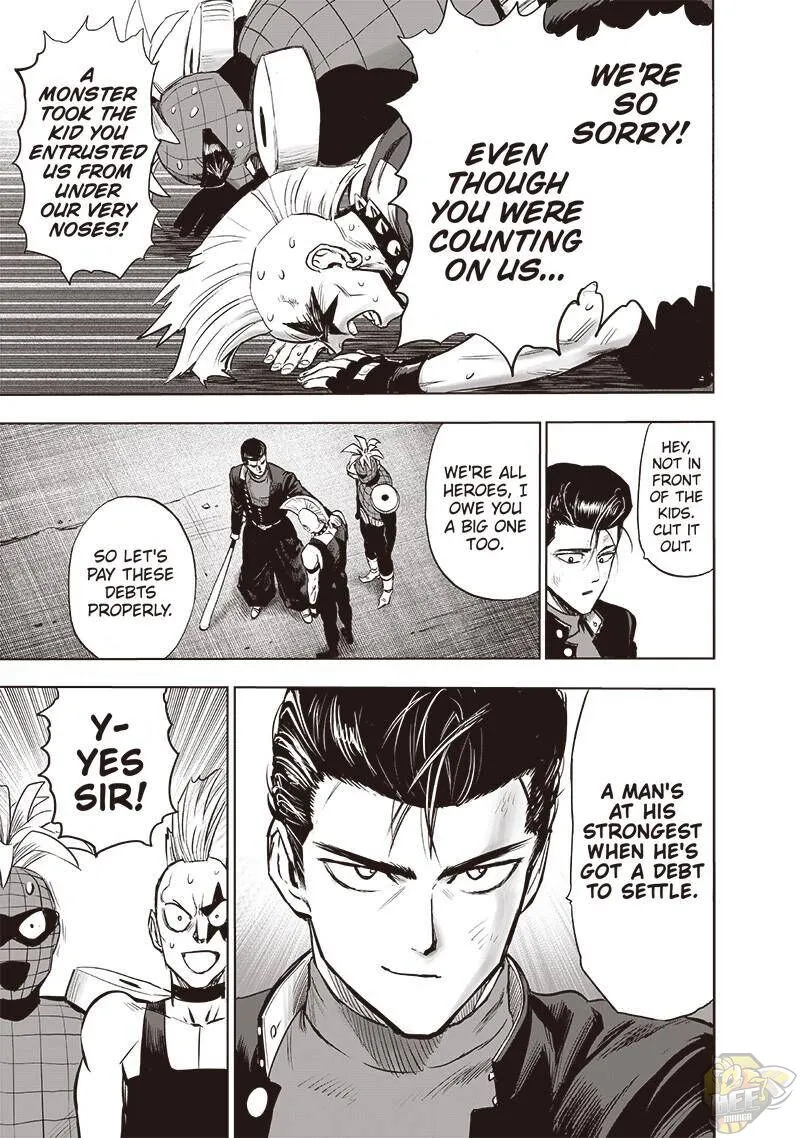 WE'RE
SO
SORRY!
EVEN
THOUGH
YOU WERE
COUNTING
ON US...
A
MONSTER
TOOK THE
KID YOU
ENTRUSTED
US FROM
UNDER
OUR VERY
NOSES!
HEY,
NOT IN
FRONT
OF THE
KIDS.
CUT IT
OUT.
WE'RE ALL
HEROES, I
OWE YOU
A BIG ONE
TOO.
SO LET'S
PAY THESE
DEBTS
PROPERLY.
A MAN'S
AT HIS
STRONGEST
WHEN HE'S
GOT A DEBT
TO SETTLE.
Y-
YES
SIR!
BEE
MANGA